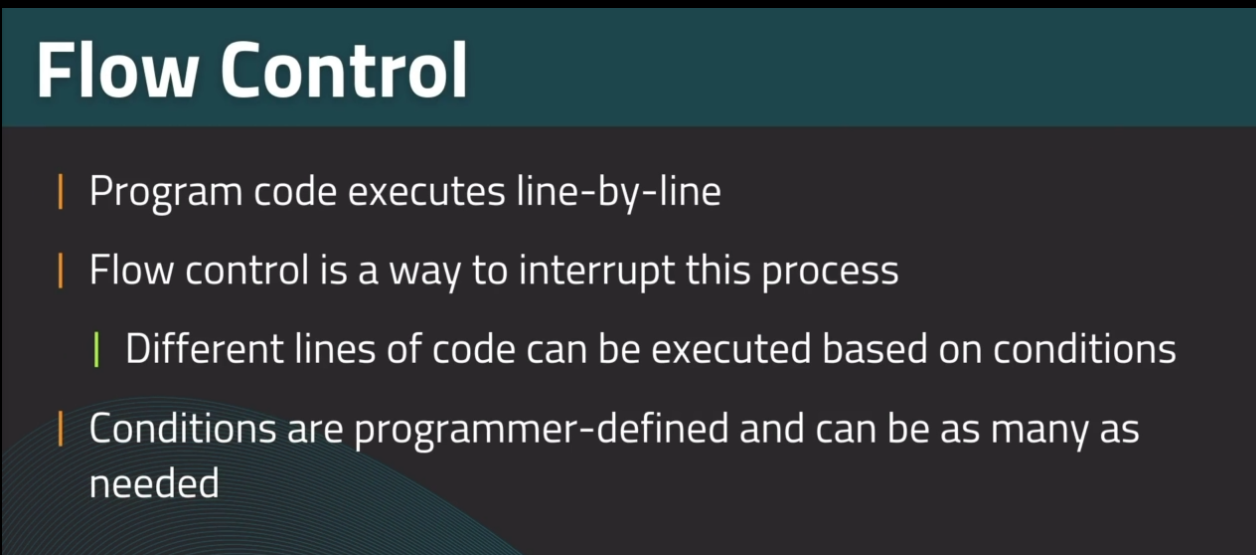 Flow Control
Program code executes line-by-line
Flow control is a way to interrupt this process
Different lines of code can be executed based on conditions
Conditions are programmer-defined and can be as many as
needed